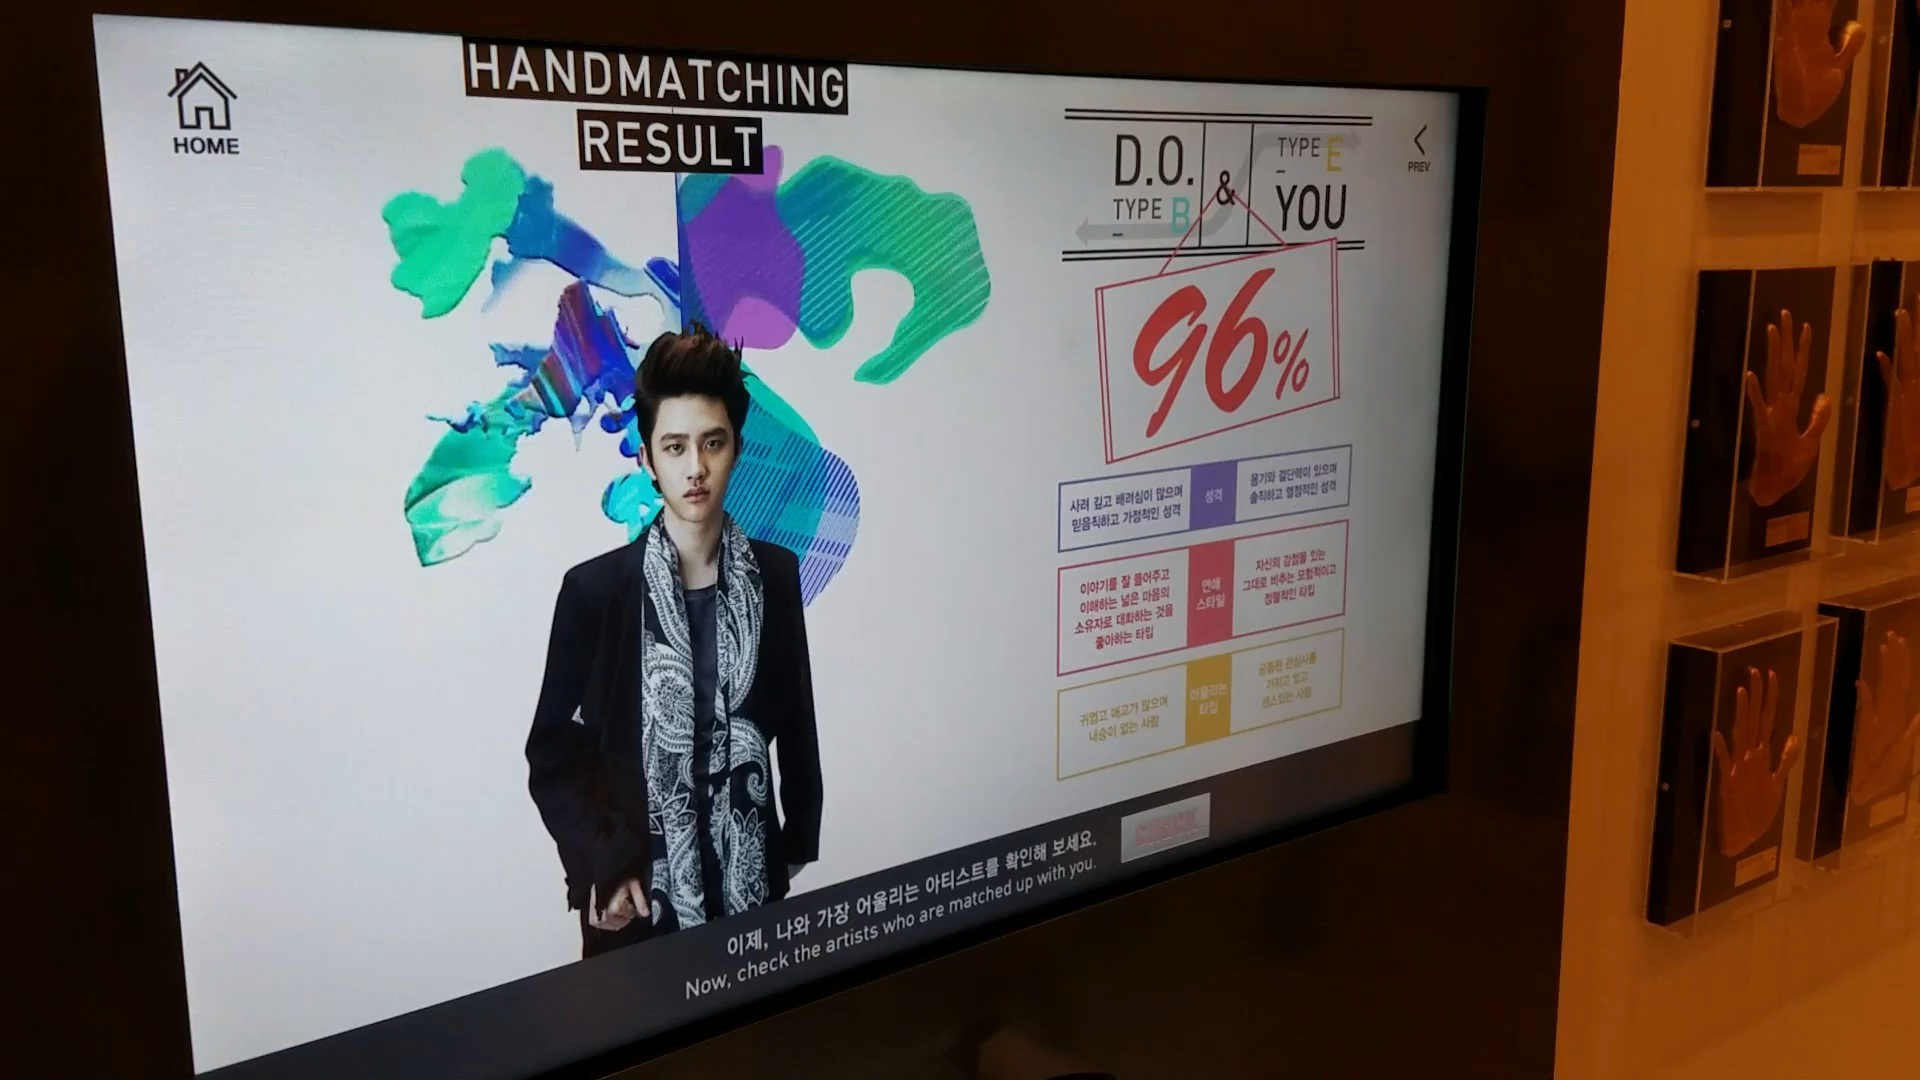 HOME
HANDMATCHING
RESULT
D.O.
TYPE B
&
TYPE E
YOU
PREV
96%
사려 깊고 배려심이 많으며
믿음직하고 가정적인 성격
성격
용기와 결단력이 있으며
솔직하고 열정적인 성격
이야기를 잘 들어주고
이해하는 넓은 마음의
소유자로 대화하는 것을
좋아하는 타입
연애
스타일
자신의 감정을 있는
그대로 비추는 모험적이고
정열적인 타입
귀엽고 애교가 많으며
내숭이 없는 사람
어울리는
타입
공통된 관심사를
가지고 있고
센스있는 사람
이제, 나와 가장 어울리는 아티스트를 확인해 보세요.
Now, check the artists who are matched up with you.
CHECK